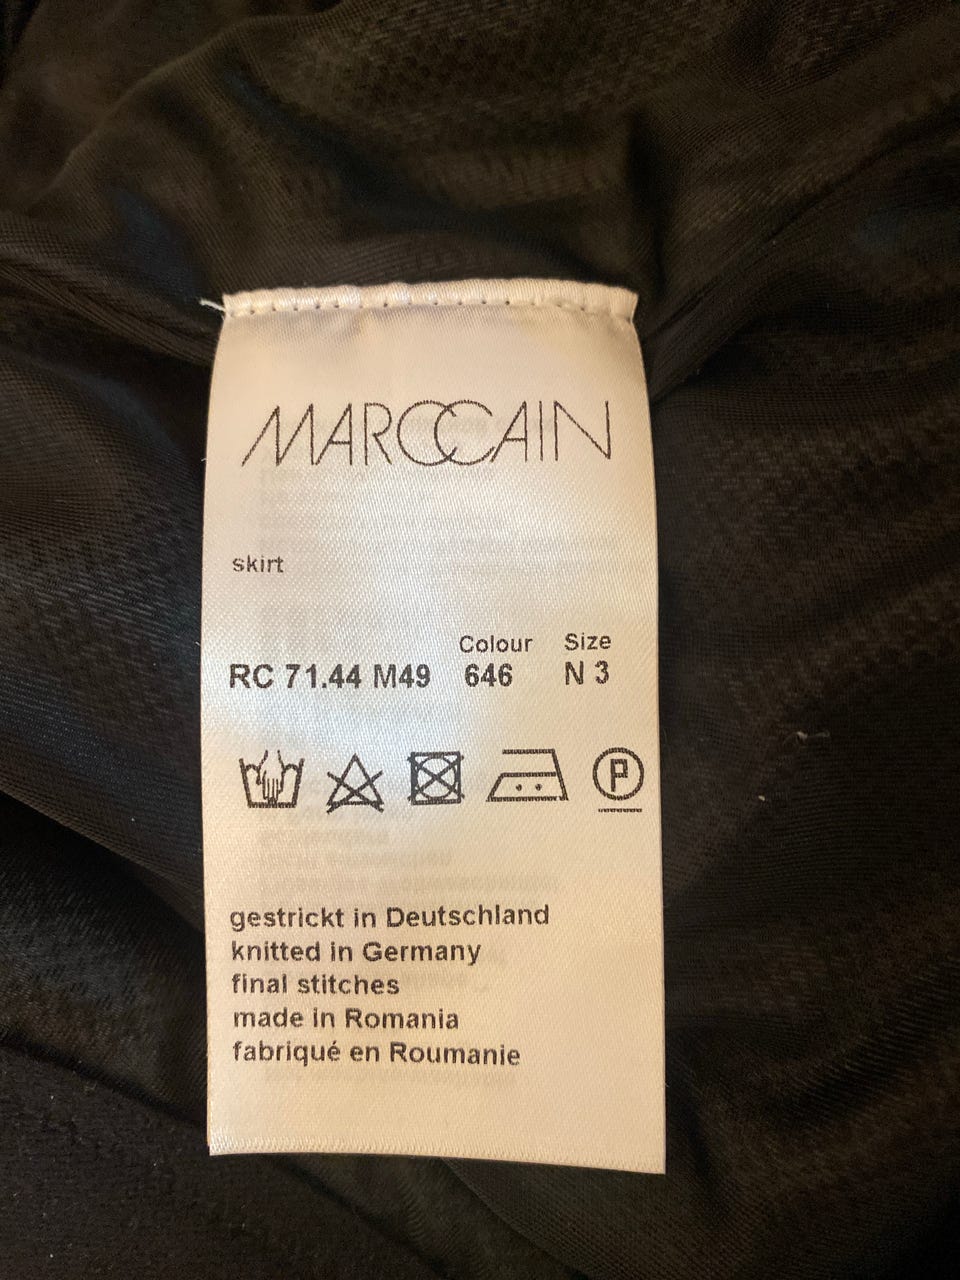 MARCCAIN
skirt
Colour Size
RC 71.44 M49 646 N 3
P
gestrickt in Deutschland
knitted in Germany
final stitches
made in Romania
fabriqué en Roumanie